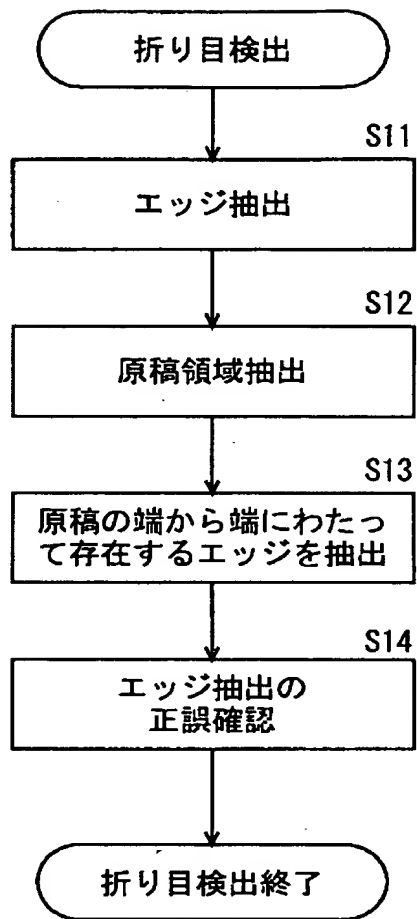 折り目検出
S11
エッジ抽出
S12
原稿領域抽出
S13
原稿の端から端にわたっ
て存在するエッジを抽出
S14
エッジ抽出の
正誤確認
折り目検出終了